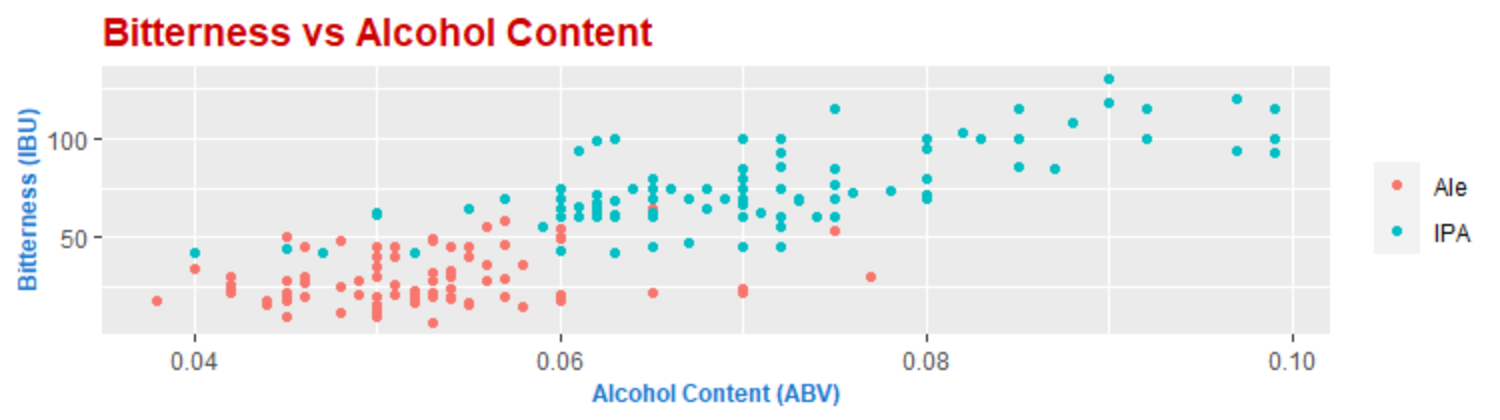 Bitterness vs Alcohol Content
Bitterness (IBU)
100
50
0.04 0.06 0.08 0.10
Alcohol Content (ABV)
Ale
IPA